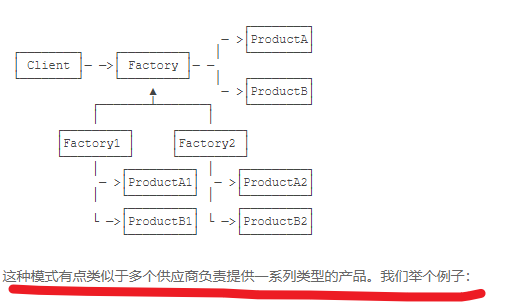 ProductA
Client Factory
ProductB
Factory1 Factory2
ProductA1 ProductA2
ProductB1 ProductB2
这种模式有点类似于多个供应商负责提供一系列类型的产品。我们举个例子：